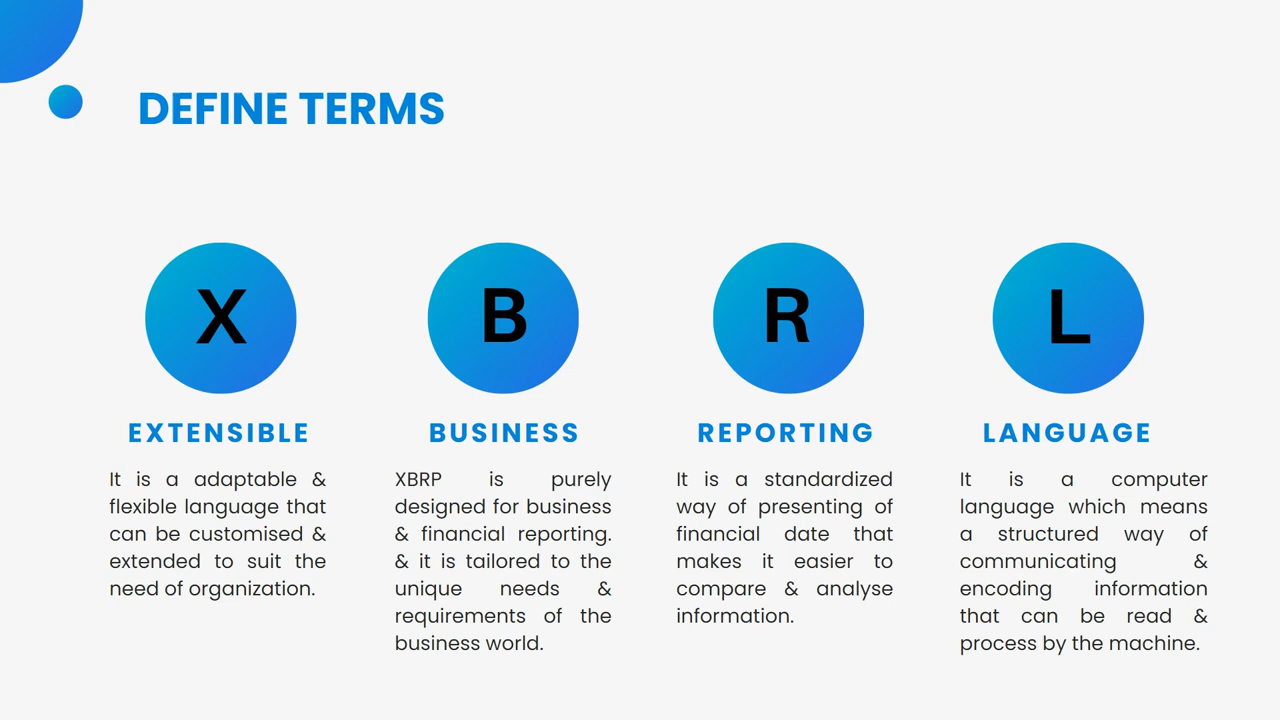 DEFINE TERMS
X
B
R
L
EXTENSIBLE
It is a adaptable &
flexible language that
can be customised &
extended to suit the
need of organization.
BUSINESS
XBRP is purely
designed for business
& financial reporting.
& it is tailored to the
unique needs &
requirements of the
business world.
REPORTING
It is a standardized
way of presenting of
financial date that
makes it easier to
compare & analyse
information.
LANGUAGE
It is a computer
language which means
a structured way of
communicating &
encoding information
that can be read &
process by the machine.